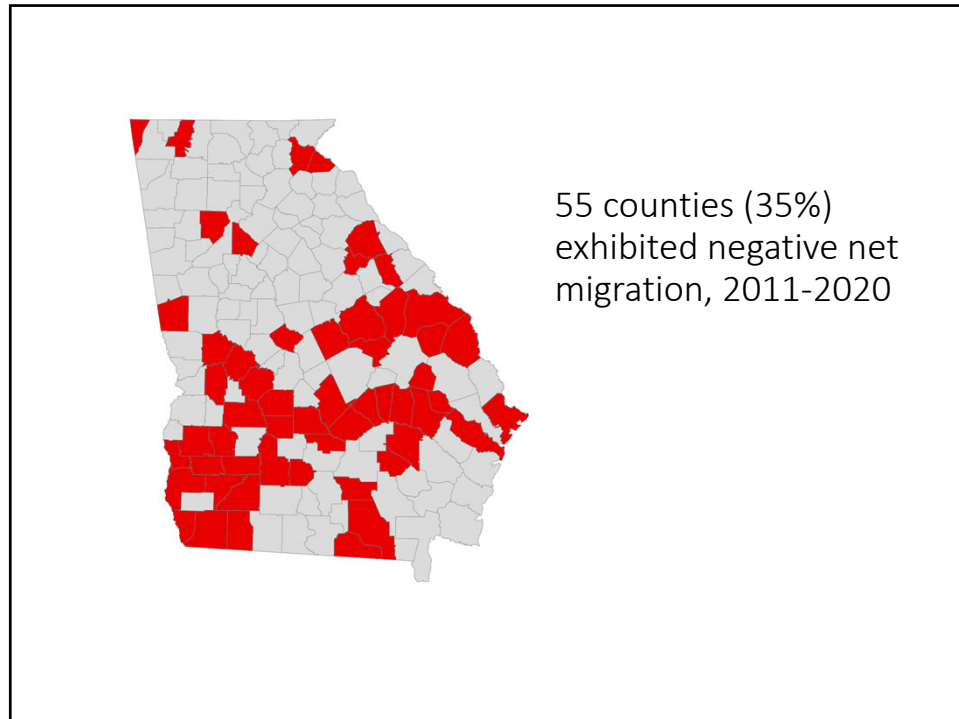 55 counties (35%)
exhibited negative net
migration, 2011-2020